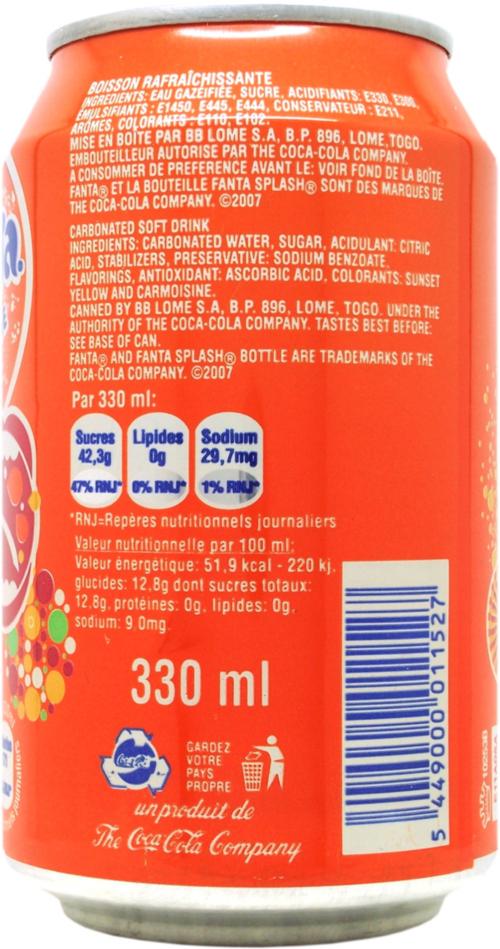 BOISSON RAFRAÎCHISSANTE
INGRÉDIENTS: EAU GAZÉIFIÉE, SUCRE, ACIDIFIANTS: E330,
EMULSIFIANTS : E1450, E445, E444, CONSERVATEUR : E211,
AROMES, COLORANTS : E110, E102.
MISE EN BOÎTE PAR BB LOME S.A, B.P. 896, LOME,TOGO.
EMBOUTEILLEUR AUTORISE PAR THE COCA-COLA COMPANY.
A CONSOMMER DE PREFERENCE AVANT LE: VOIR FOND DE LA BOÎTE.
FANTA® ET LA BOUTEILLE FANTA SPLASH® SONT DES MARQUES DE
THE COCA-COLA COMPANY. ©2007
CARBONATED SOFT DRINK
INGREDIENTS: CARBONATED WATER, SUGAR, ACIDULANT: CITRIC
ACID, STABILIZERS, PRESERVATIVE: SODIUM BENZOATE,
FLAVORINGS, ANTIOXIDANT: ASCORBIC ACID, COLORANTS: SUNSET
YELLOW AND CARMOISINE.
CANNED BY BB LOME S.A, B.P. 896, LOME, TOGO. UNDER THE
AUTHORITY OF THE COCA-COLA COMPANY. TASTES BEST BEFORE:
SEE BASE OF CAN.
FANTA® AND FANTA SPLASH® BOTTLE ARE TRADEMARKS OF THE
COCA-COLA COMPANY. ©2007
Par 330 ml:
Sucres 42,3g 47% RNJ*
Lipides 0g 0% RNJ*
Sodium 29,7mg 1% RNJ*
*RNJ=Repères nutritionnels journaliers
Valeur nutritionnelle par 100 ml:
Valeur énergétique: 51,9 kcal - 220 kj,
glucides: 12,8g dont sucres totaux:
12,8g, protéines: 0g, lipides: 0g,
sodium: 9,0mg.
330 ml
Coca-Cola
GARDEZ
VOTRE
PAYS
PROPRE
un produit de
The Coca-Cola Company
5 449000 011527